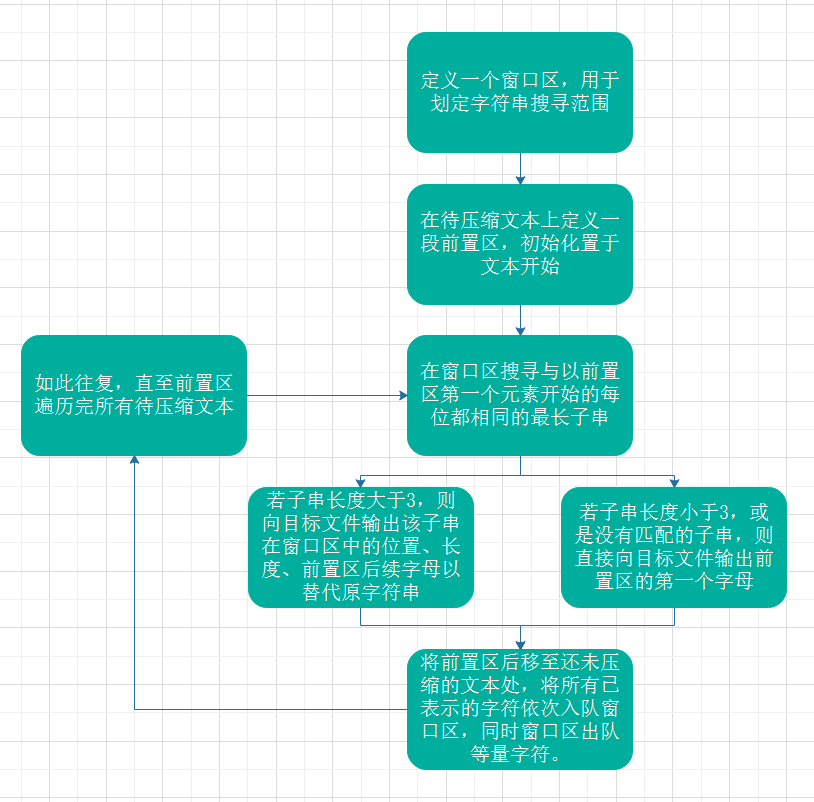 定义一个窗口区，用于
划定字符串搜寻范围
在待压缩文本上定义一
段前置区，初始化置于
文本开始
如此往复，直至前置区
遍历完所有待压缩文本
在窗口区搜寻与以前置
区第一个元素开始的每
位都相同的最长子串
若子串长度大于3，则
向目标文件输出该子串
在窗口区中的位置、长
度、前置区后续字母以
替代原字符串
若子串长度小于3，或
是没有匹配的子串，则
直接向目标文件输出前
置区的第一个字母
将前置区后移至还未压
缩的文本处，将所有已
表示的字符依次入队窗
口区，同时窗口区出队
等量字符。